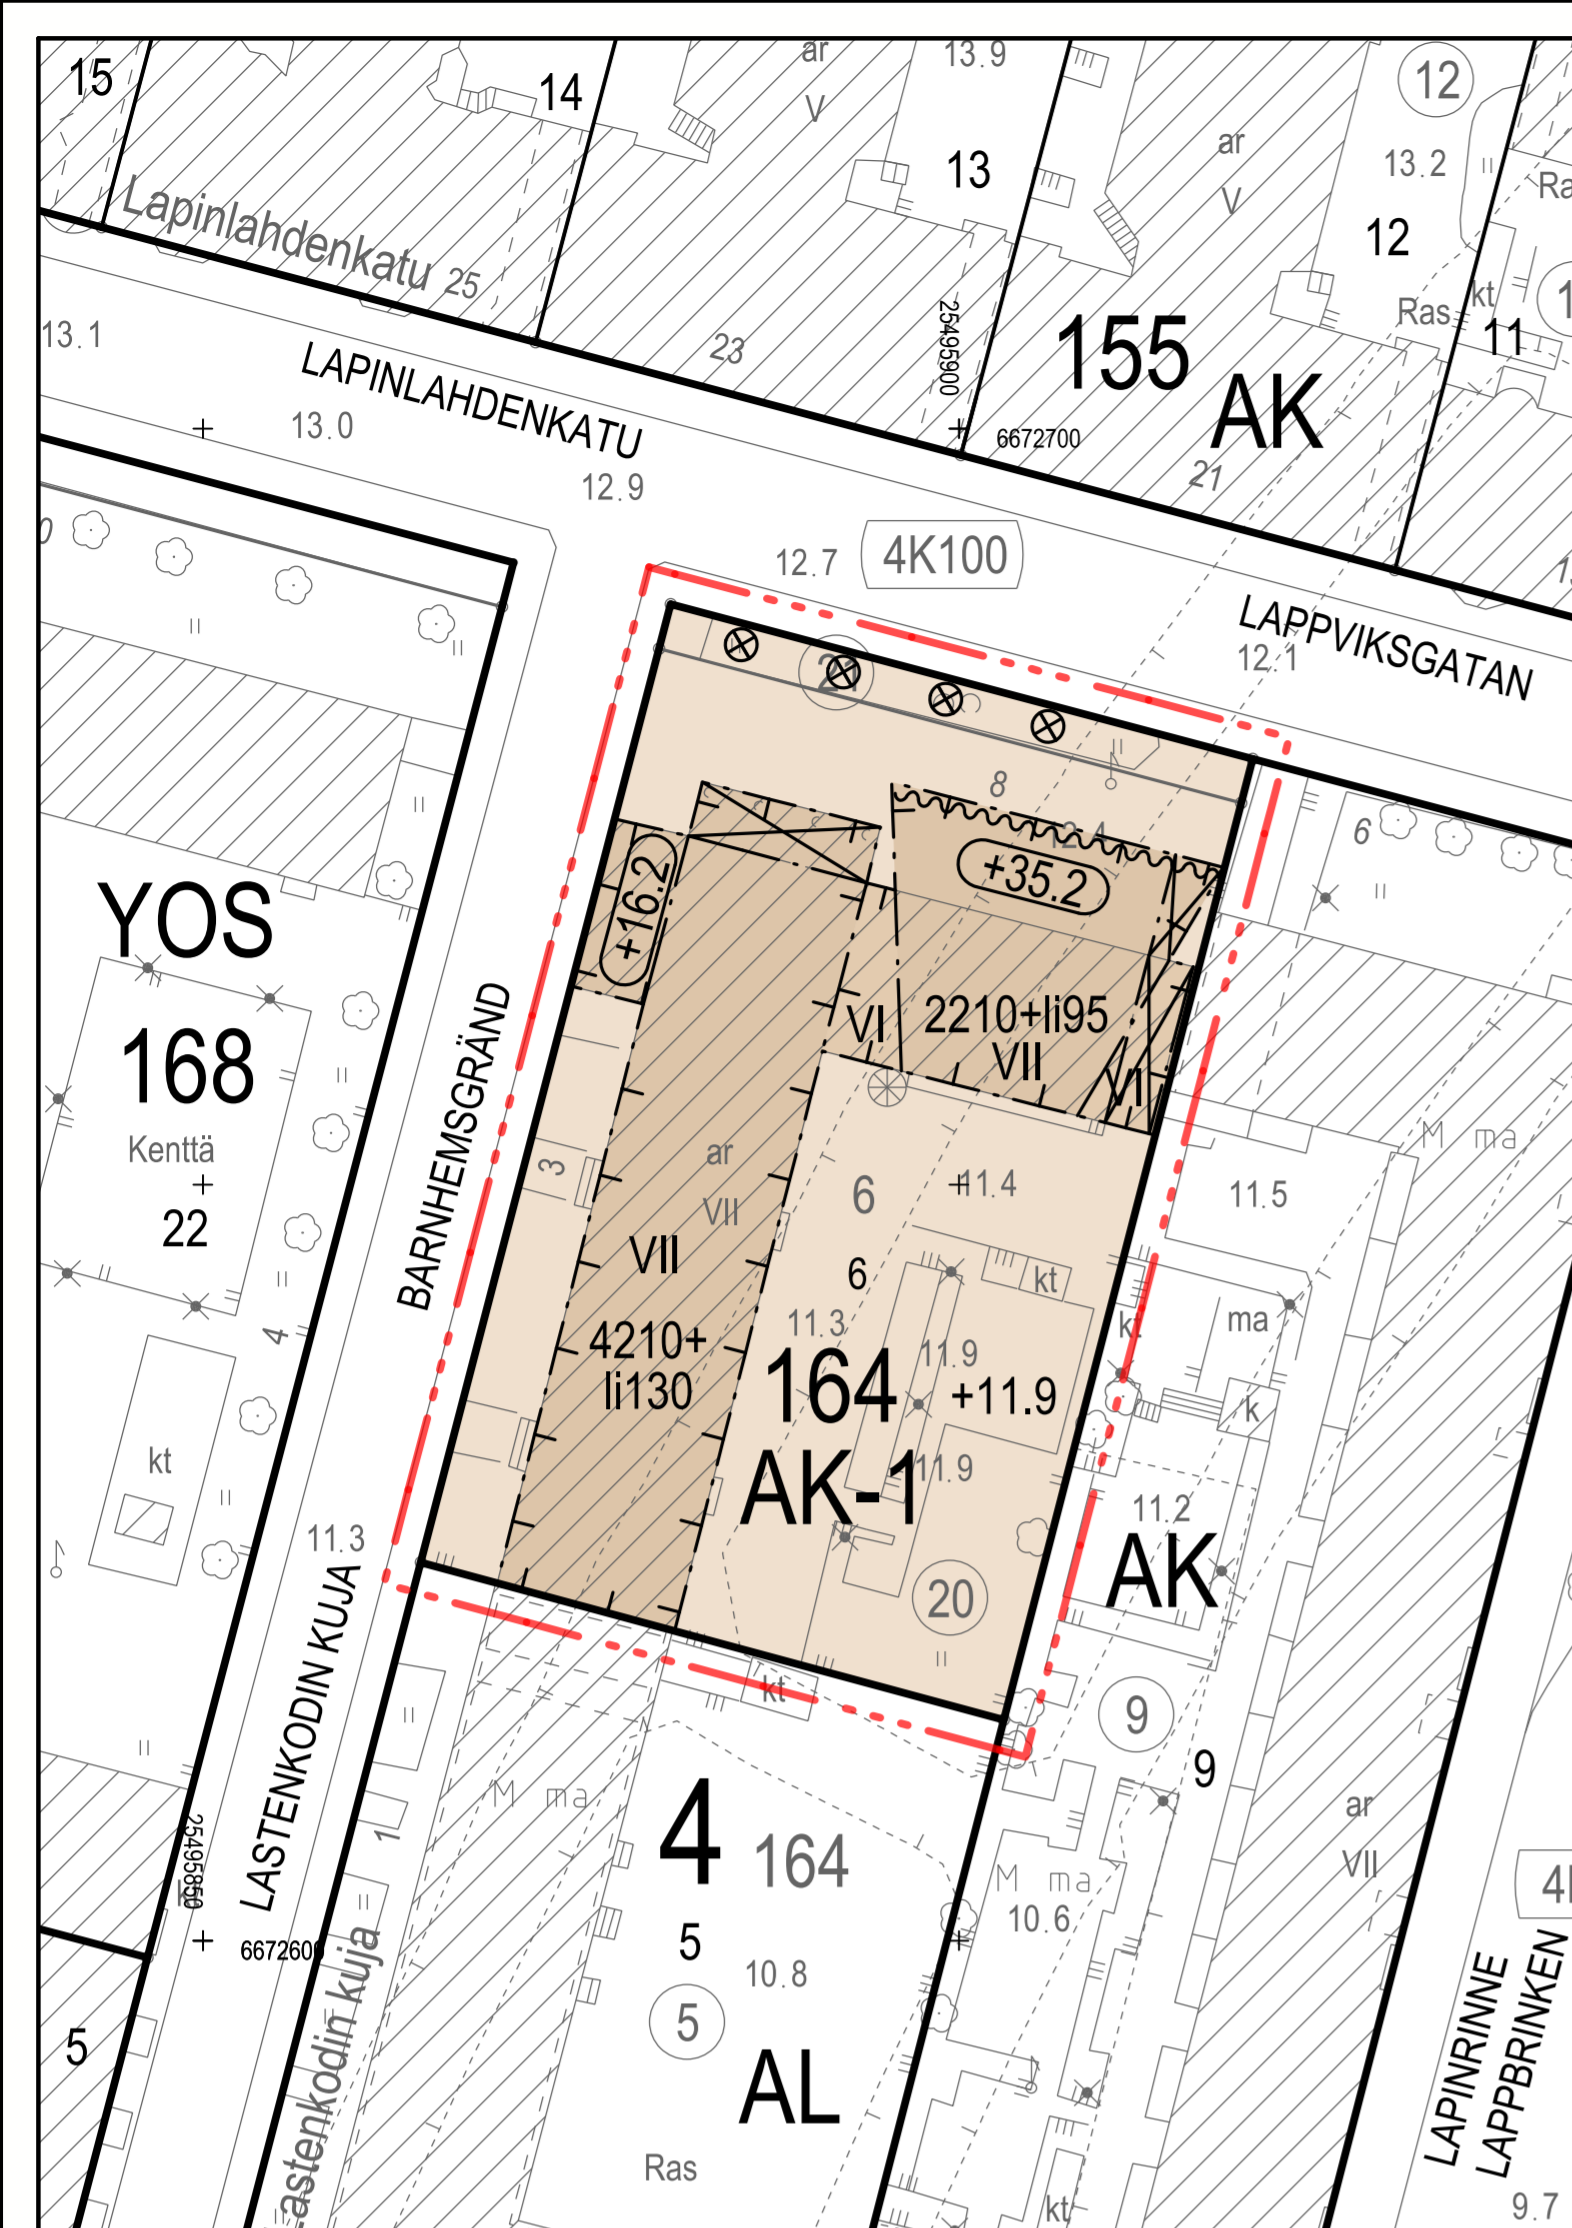 15
14
ar
V
13.9
12
13
ar
V
13.2
12
Lapinlahdenkatu 25
23
25495900
155
AK
Ras
kt
11
13.1
LAPINLAHDENKATU
13.0
12.9
6672700
21
12.7
4K100
LAPPVIKSGATAN
12.1
21
8
12.4
6
+16.2
+35.2
YOS
168
Kenttä
22
BARNHEMSGRÄND
VI
2210+li95
VII
VI
M ma
3
ar
VII
6
11.4
11.5
VII
6
kt
kt
ma
4
11.3
4210+
li130
164
11.9
+11.9
k
AK-1
11.9
kt
11.3
11.2
AK
20
LASTENKODIN KUJA
kt
9
9
M ma
1
4
164
ar
VII
M ma
10.6
25495850
6672600
5
10.8
5
5
AL
Lastenkodin kuja
LAPINRINNE
LAPPBRINKEN
Ras
kt
9.7